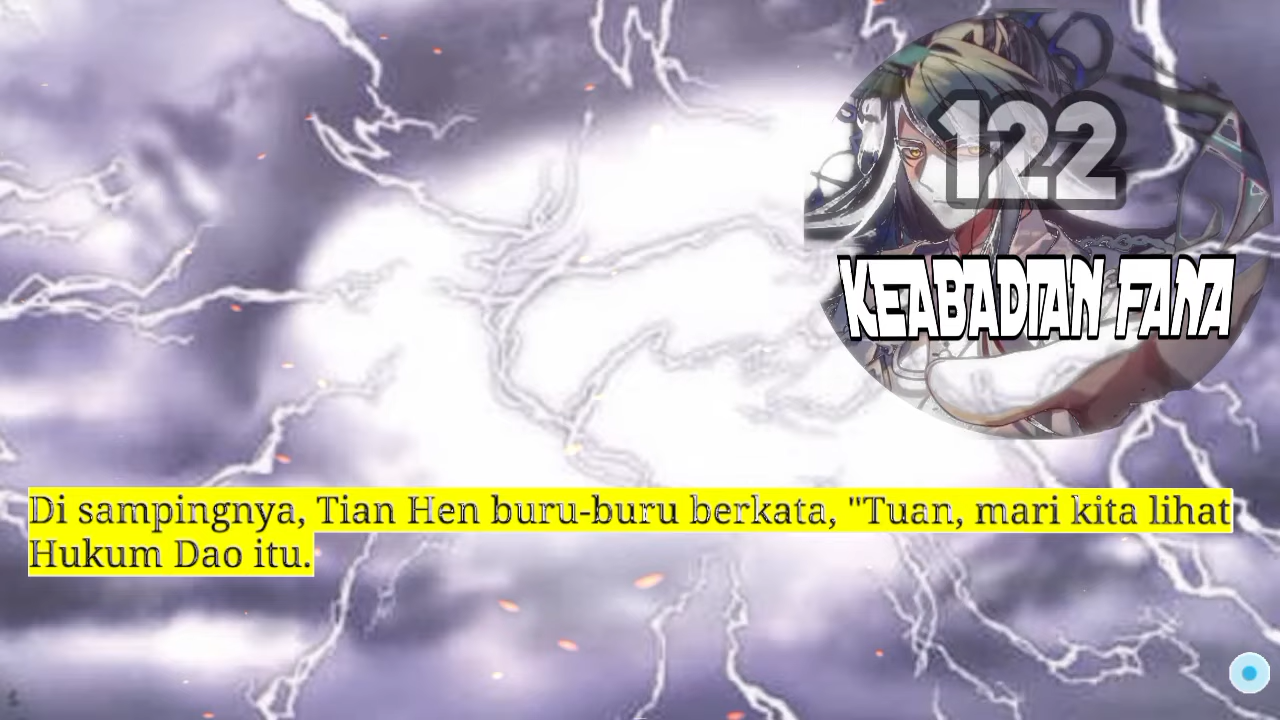 122
KEABADIAN FANA
Di sampingnya, Tian Hen buru-buru berkata, "Tuan, mari kita lihat
Hukum Dao itu.